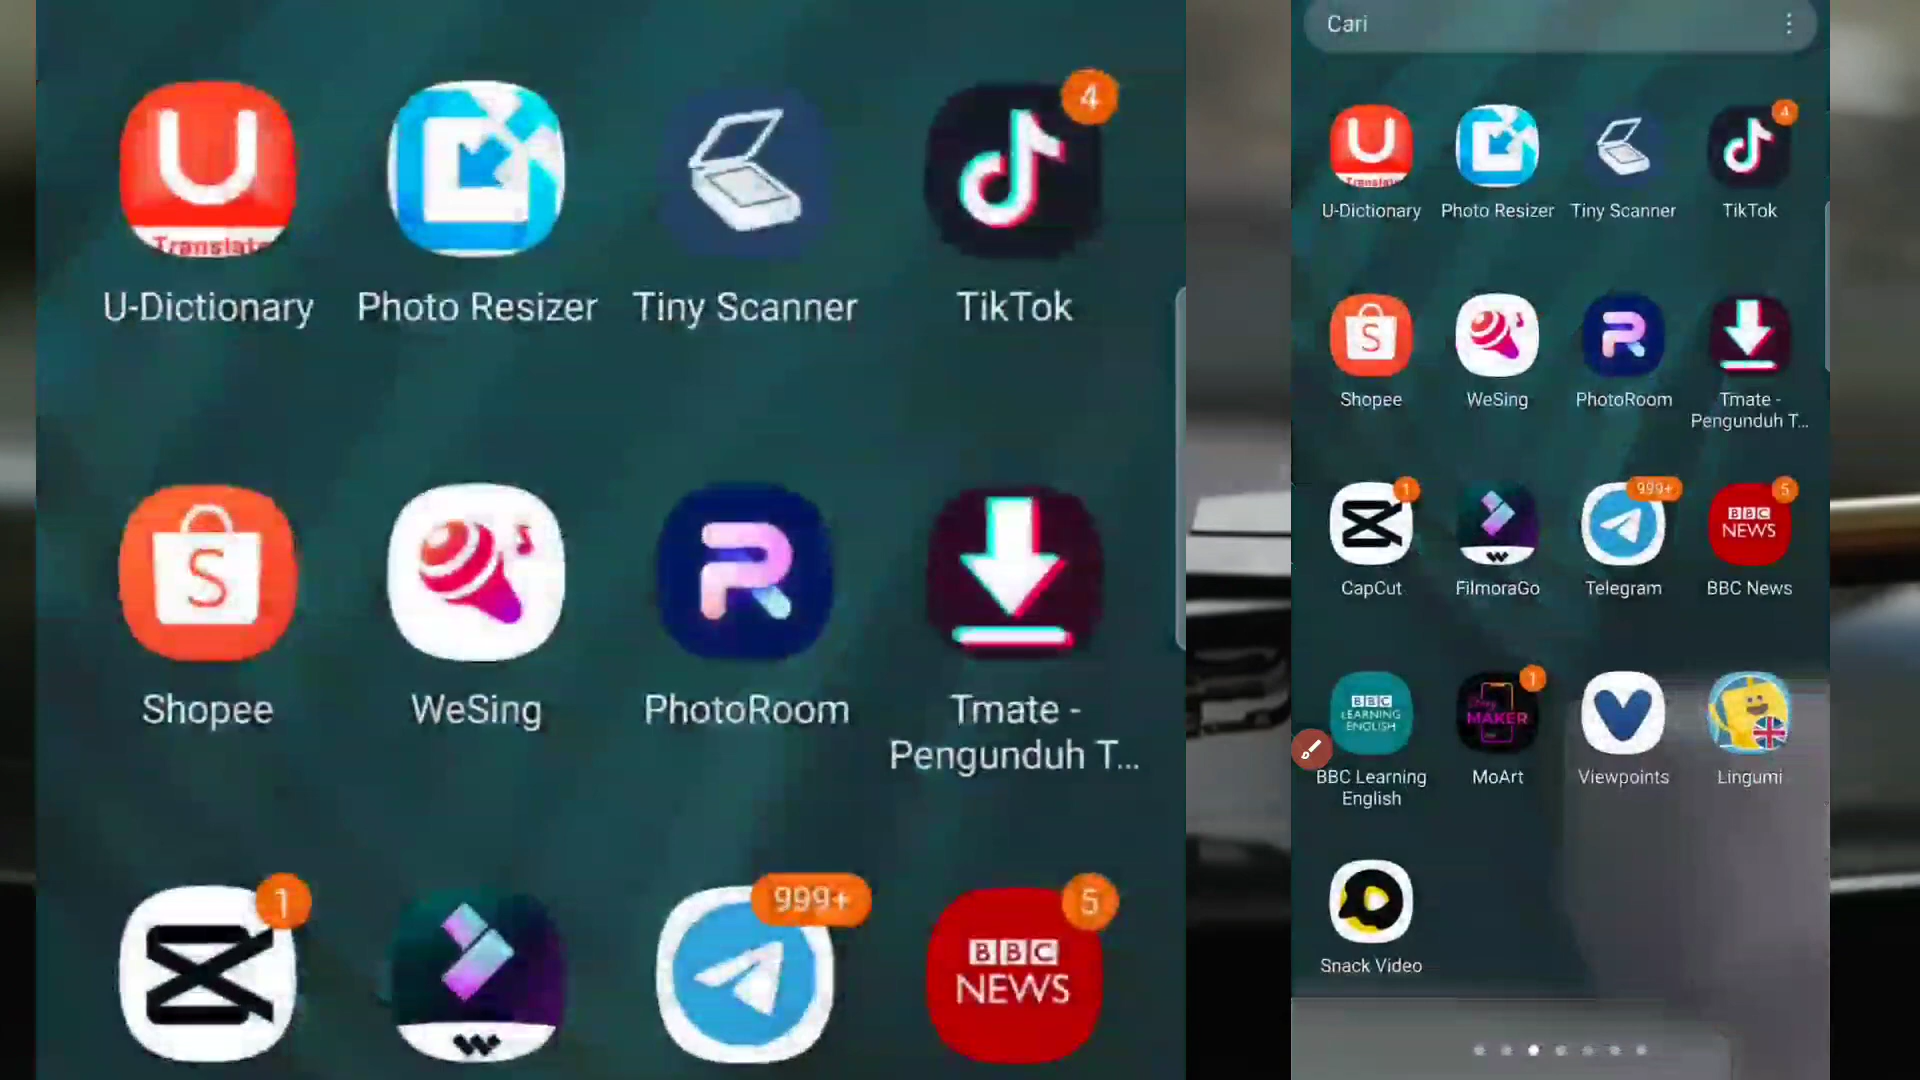 4
U
Translate
U-Dictionary
Photo Resizer
Tiny Scanner
TikTok
S
Shopee
WeSing
R
PhotoRoom
Tmate -
Pengunduh T...
1
999+
5
BBC
NEWS
Cari
4
U
Translate
U-Dictionary
Photo Resizer
Tiny Scanner
TikTok
S
Shopee
WeSing
R
PhotoRoom
Tmate -
Pengunduh T...
1
999+
5
BBC
NEWS
CapCut
FilmoraGo
Telegram
BBC News
1
BBC
LEARNING
ENGLISH
MAKER
BBC Learning
English
MoArt
Viewpoints
Lingumi
Snack Video